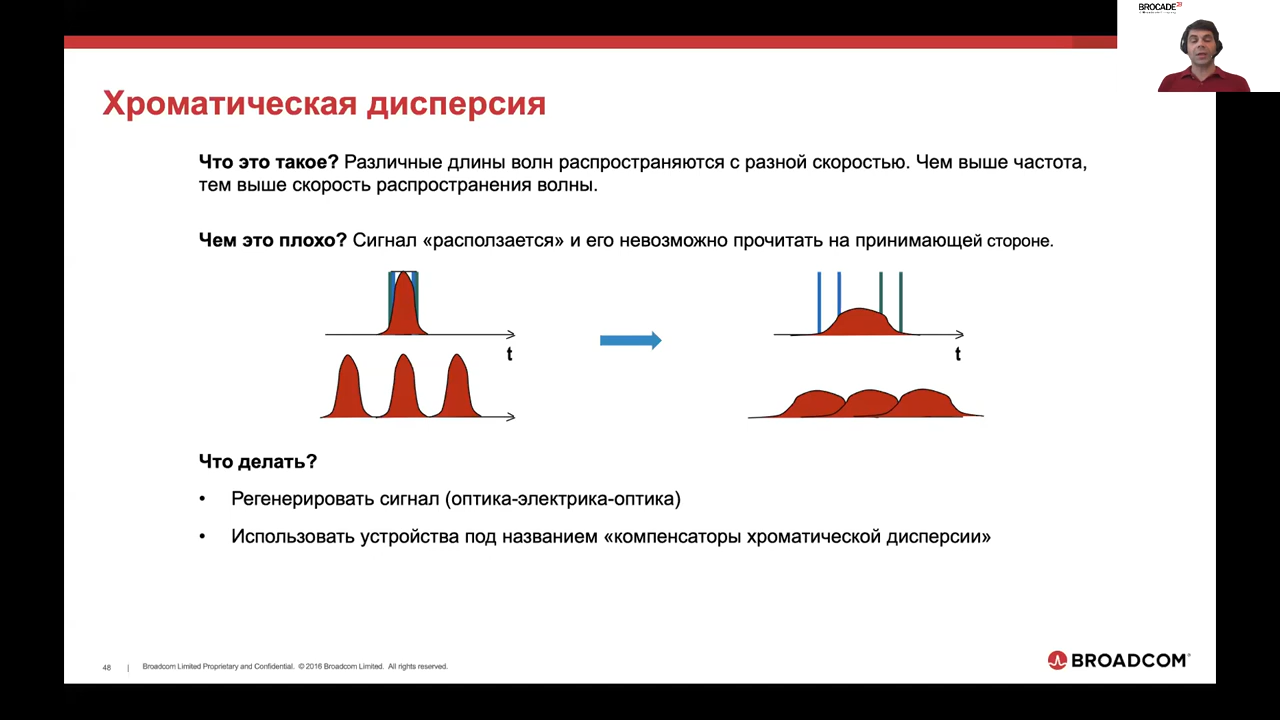 BROCADE
Хроматическая дисперсия
Что это такое? Различные длины волн распространяются с разной скоростью. Чем выше частота,
тем выше скорость распространения волны.
Чем это плохо? Сигнал «расползается» и его невозможно прочитать на принимающей стороне.
t
t
Что делать?
• Регенерировать сигнал (оптика-электрика-оптика)
• Использовать устройства под названием «компенсаторы хроматической дисперсии»
48 | Broadcom Limited Proprietary and Confidential. © 2016 Broadcom Limited. All rights reserved.
BROADCOM®